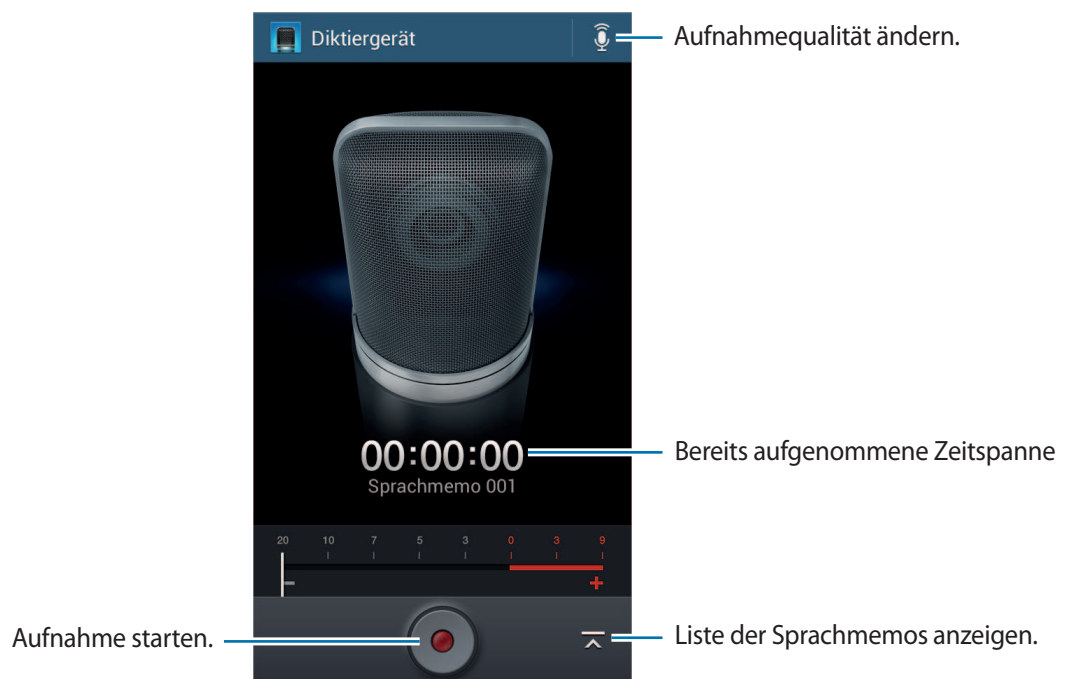 Diktiergerät
Aufnahmequalität ändern.
00:00:00
Bereits aufgenommene Zeitspanne
Sprachmemo 001
20 10 7 5 3 0 3 9
− +
Aufnahme starten.
Liste der Sprachmemos anzeigen.